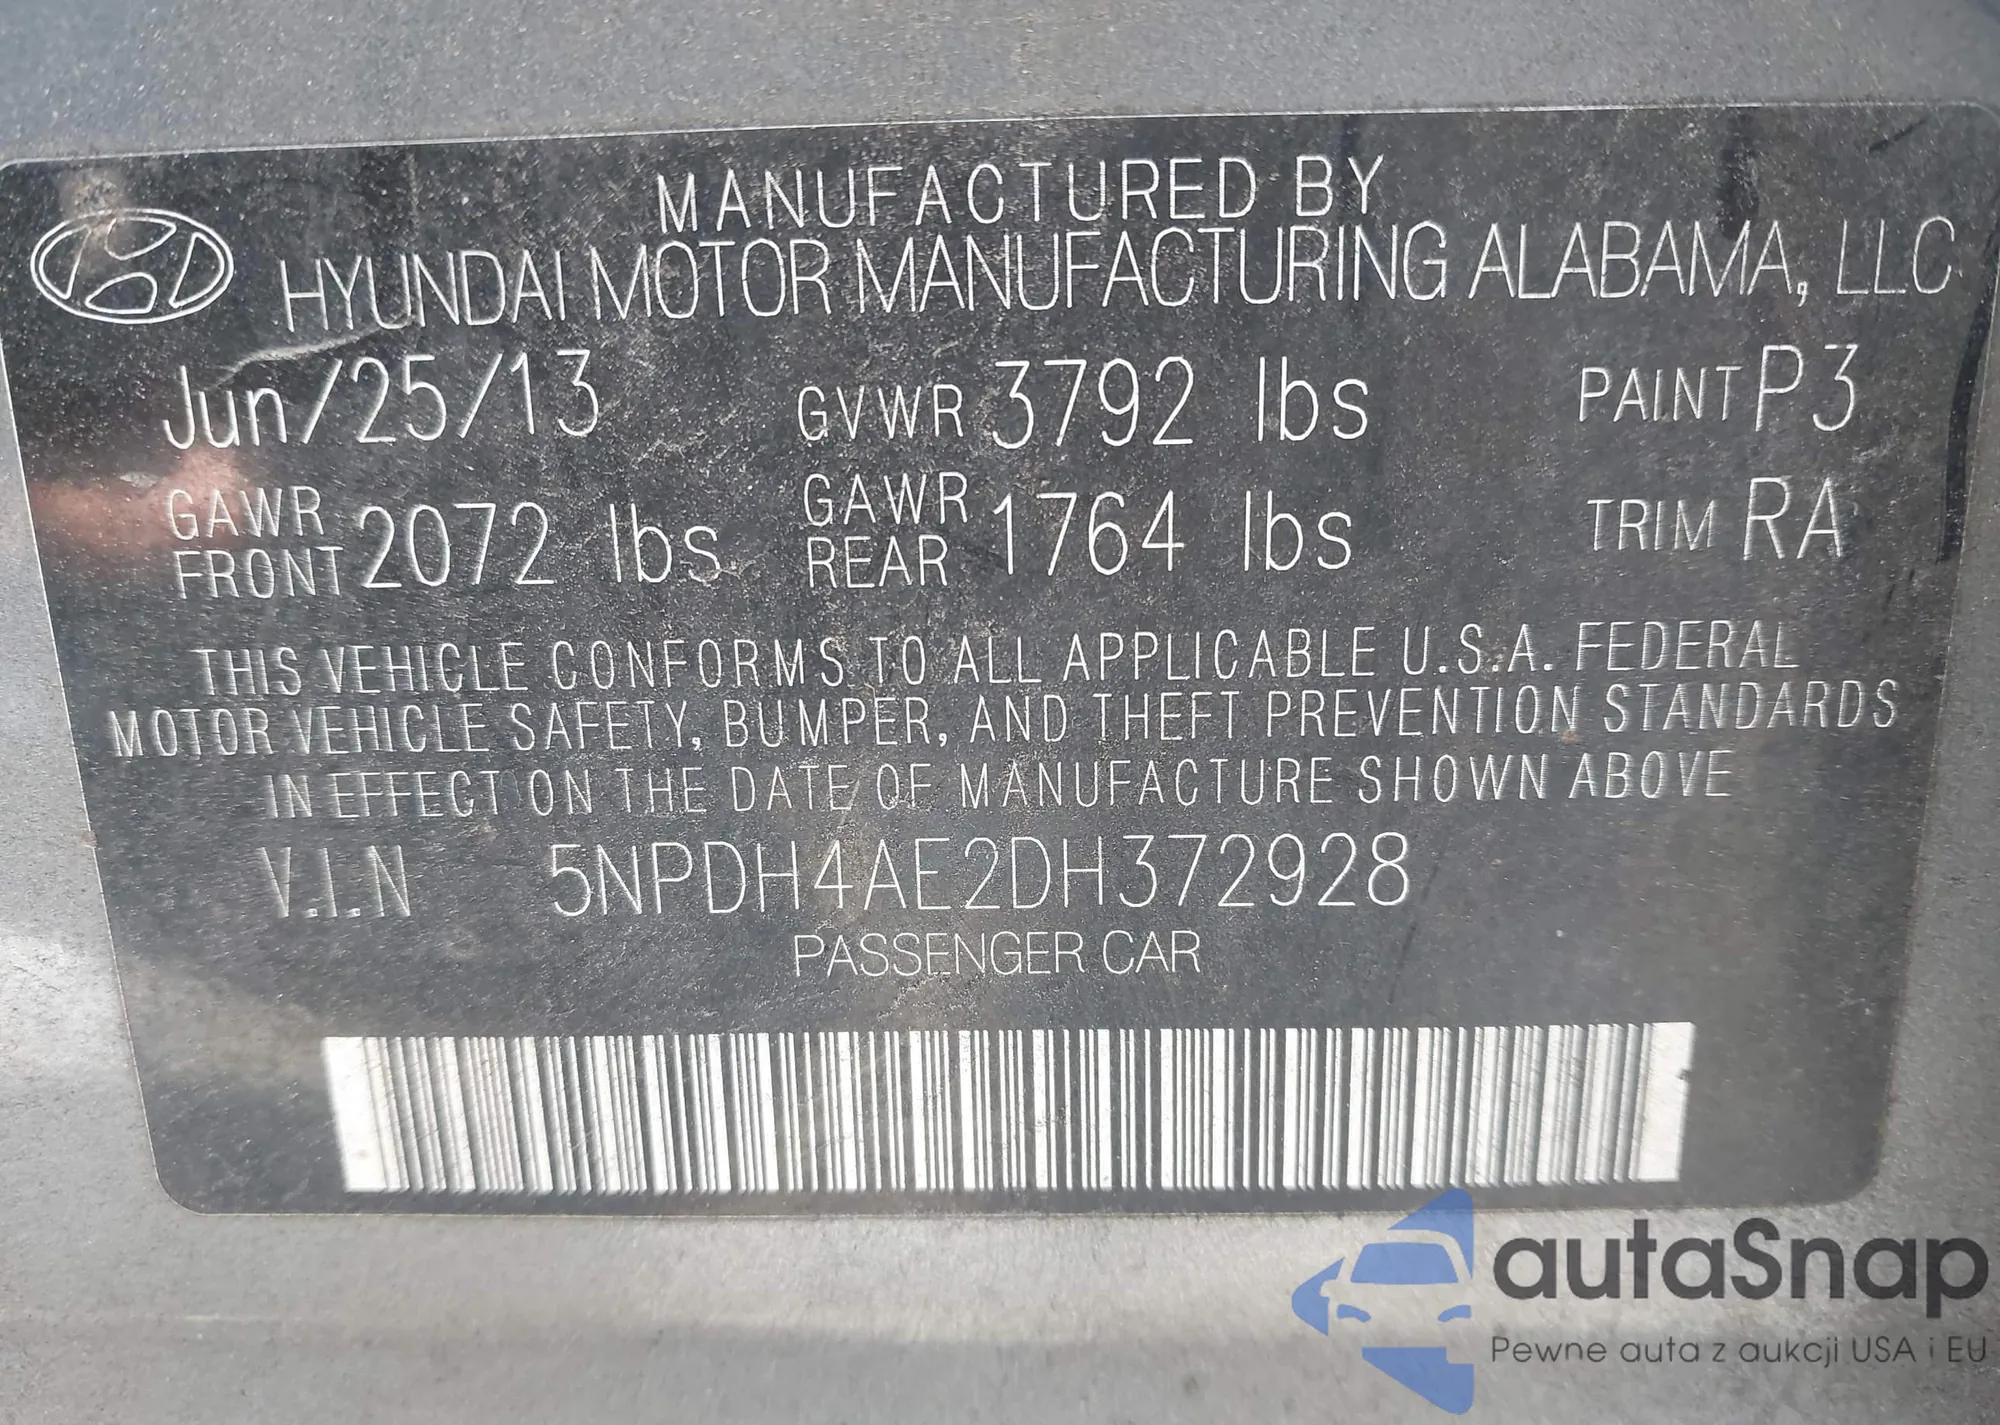 MANUFACTURED BY
HYUNDAI MOTOR MANUFACTURING ALABAMA, LLC
Jun/25/13 GVWR 3792 lbs PAINT P3
GAWR FRONT 2072 lbs GAWR REAR 1764 lbs TRIM RA
THIS VEHICLE CONFORMS TO ALL APPLICABLE U.S.A. FEDERAL
MOTOR VEHICLE SAFETY, BUMPER, AND THEFT PREVENTION STANDARDS
IN EFFECT ON THE DATE OF MANUFACTURE SHOWN ABOVE
V.I.N 5NPDH4AE2DH372928
PASSENGER CAR
autaSnap
Pewne auta z aukcji USA i EU